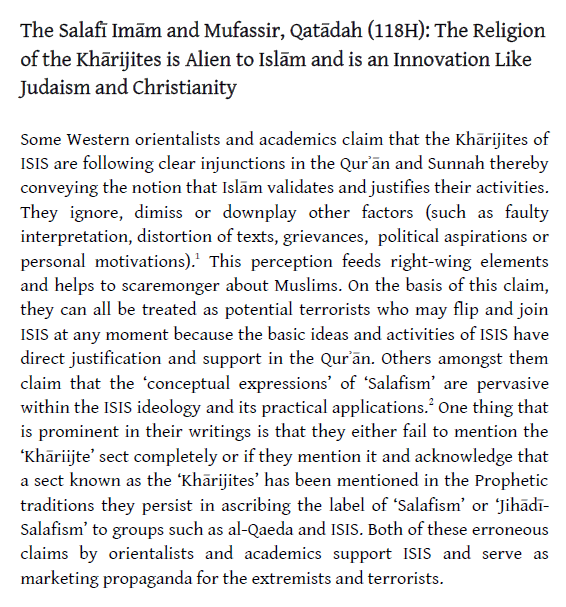 The Salafī Imām and Mufassir, Qatādah (118H): The Religion
of the Khārijites is Alien to Islām and is an Innovation Like
Judaism and Christianity
Some Western orientalists and academics claim that the Khārijites of
ISIS are following clear injunctions in the Qurʾān and Sunnah thereby
conveying the notion that Islām validates and justifies their activities.
They ignore, dimiss or downplay other factors (such as faulty
interpretation, distortion of texts, grievances, political aspirations or
personal motivations).¹ This perception feeds right-wing elements
and helps to scaremonger about Muslims. On the basis of this claim,
they can all be treated as potential terrorists who may flip and join
ISIS at any moment because the basic ideas and activities of ISIS have
direct justification and support in the Qurʾān. Others amongst them
claim that the ‘conceptual expressions’ of ‘Salafism’ are pervasive
within the ISIS ideology and its practical applications.² One thing that
is prominent in their writings is that they either fail to mention the
‘Khāriijte’ sect completely or if they mention it and acknowledge that
a sect known as the ‘Khārijites’ has been mentioned in the Prophetic
traditions they persist in ascribing the label of ‘Salafism’ or ‘Jihādī-
Salafism’ to groups such as al-Qaeda and ISIS. Both of these erroneous
claims by orientalists and academics support ISIS and serve as
marketing propaganda for the extremists and terrorists.